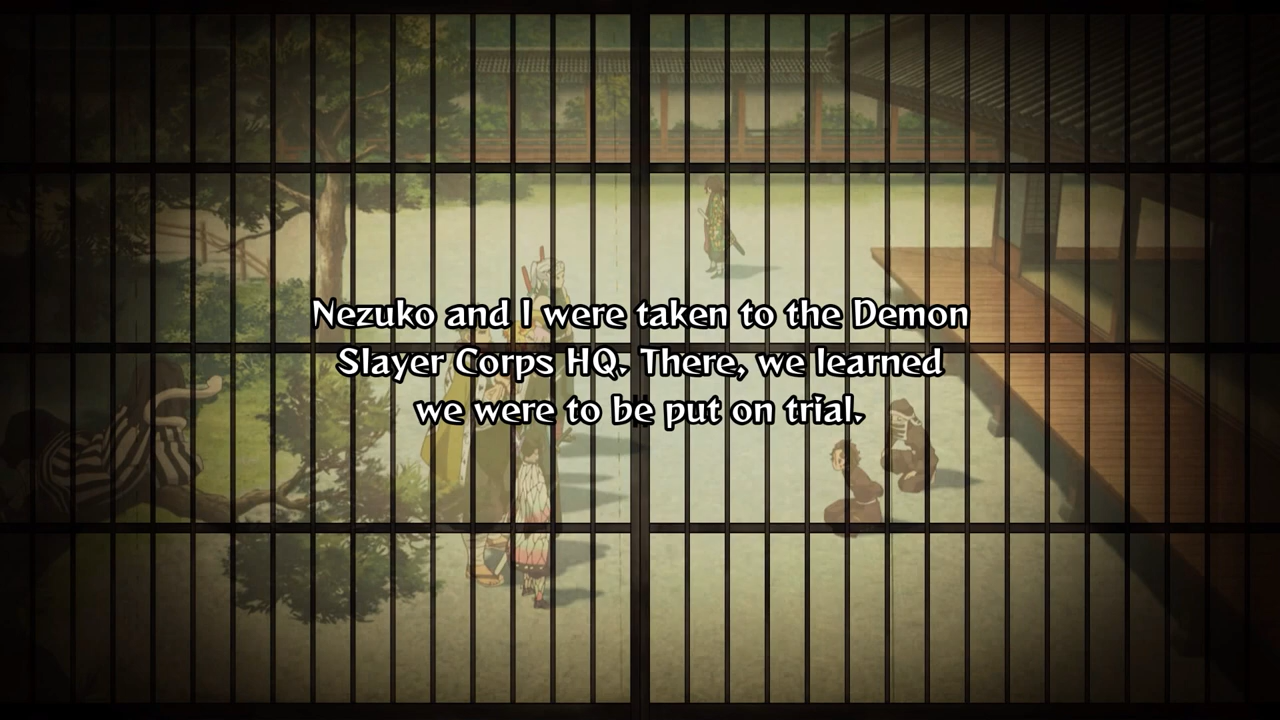 Nezuko and I were taken to the Demon
Slayer Corps HQ. There, we learned
we were to be put on trial.